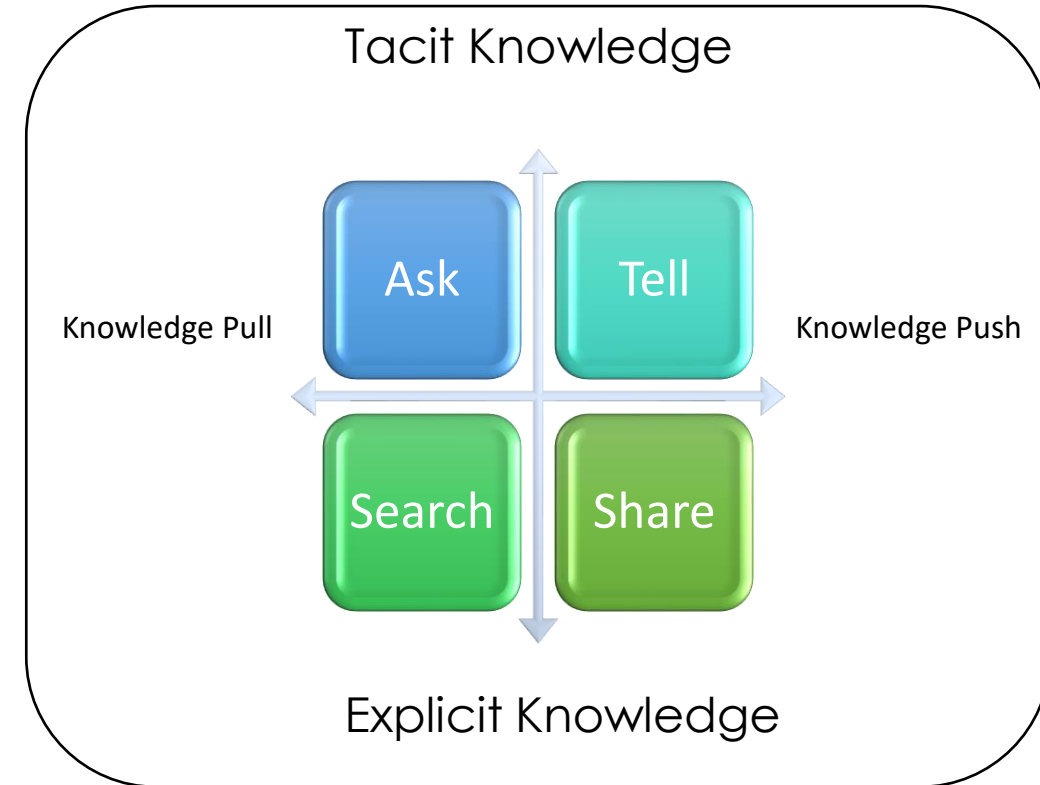 Tacit Knowledge
Ask
Tell
Knowledge Pull
Knowledge Push
Search
Share
Explicit Knowledge